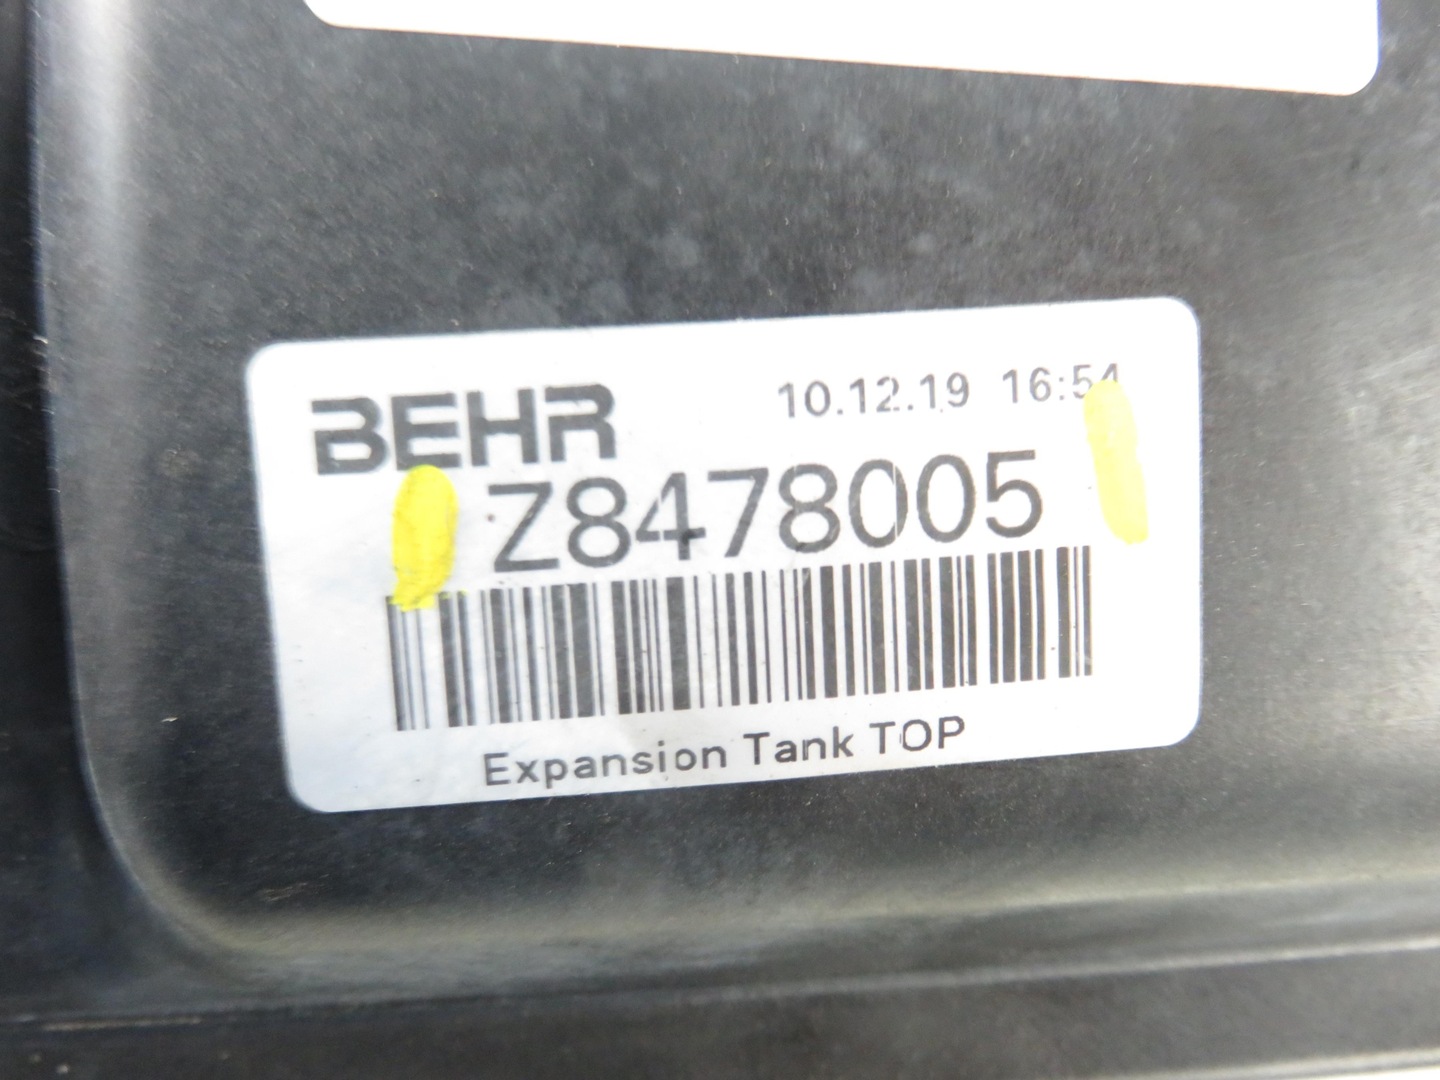 BEHR
10.12.19 16:54
Z8478005
Expansion Tank TOP